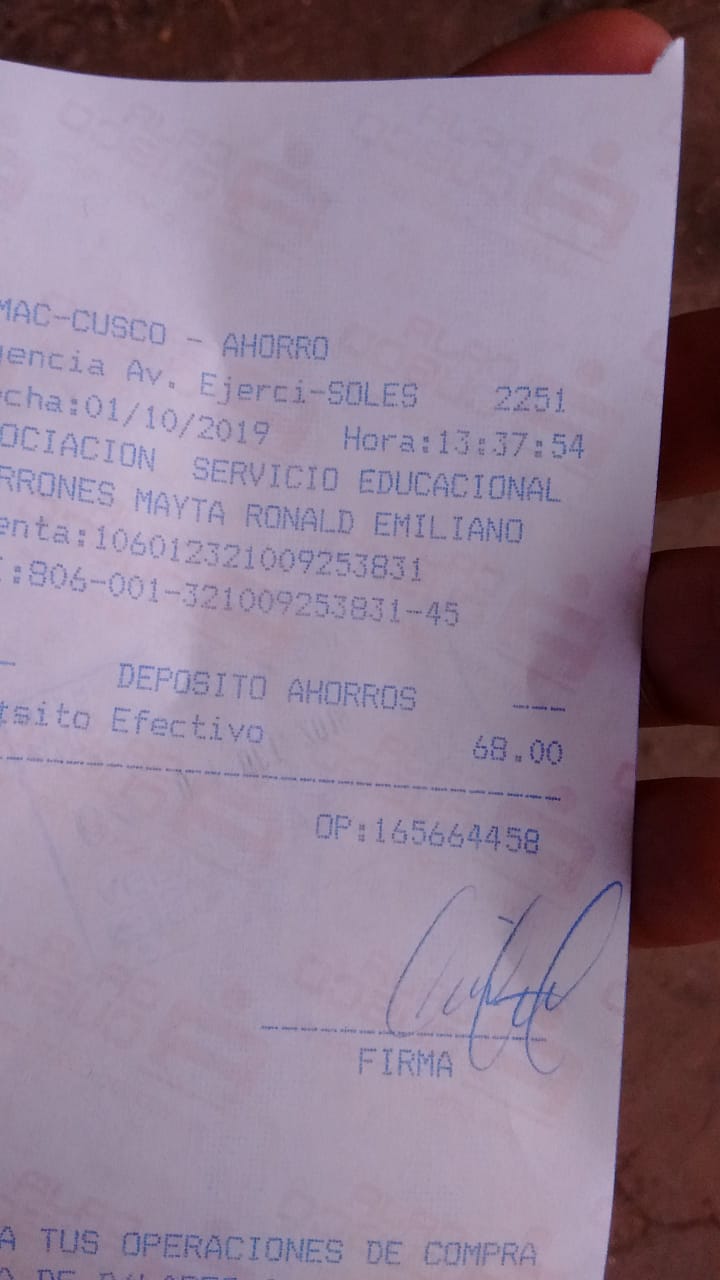 MAC-CUSCO - AHORRO
gencia Av. Ejerci-SOLES 2251
cha:01/10/2019 Hora:13:37:54
OCIACION SERVICIO EDUCACIONAL
RRONES MAYTA RONALD EMILIANO
enta:106012321009253831
:806-001-321009253831-45
DEPOSITO AHORROS ---
tsito Efectivo 68.00
OP:165664458
FIRMA
A TUS OPERACIONES DE COMPRA